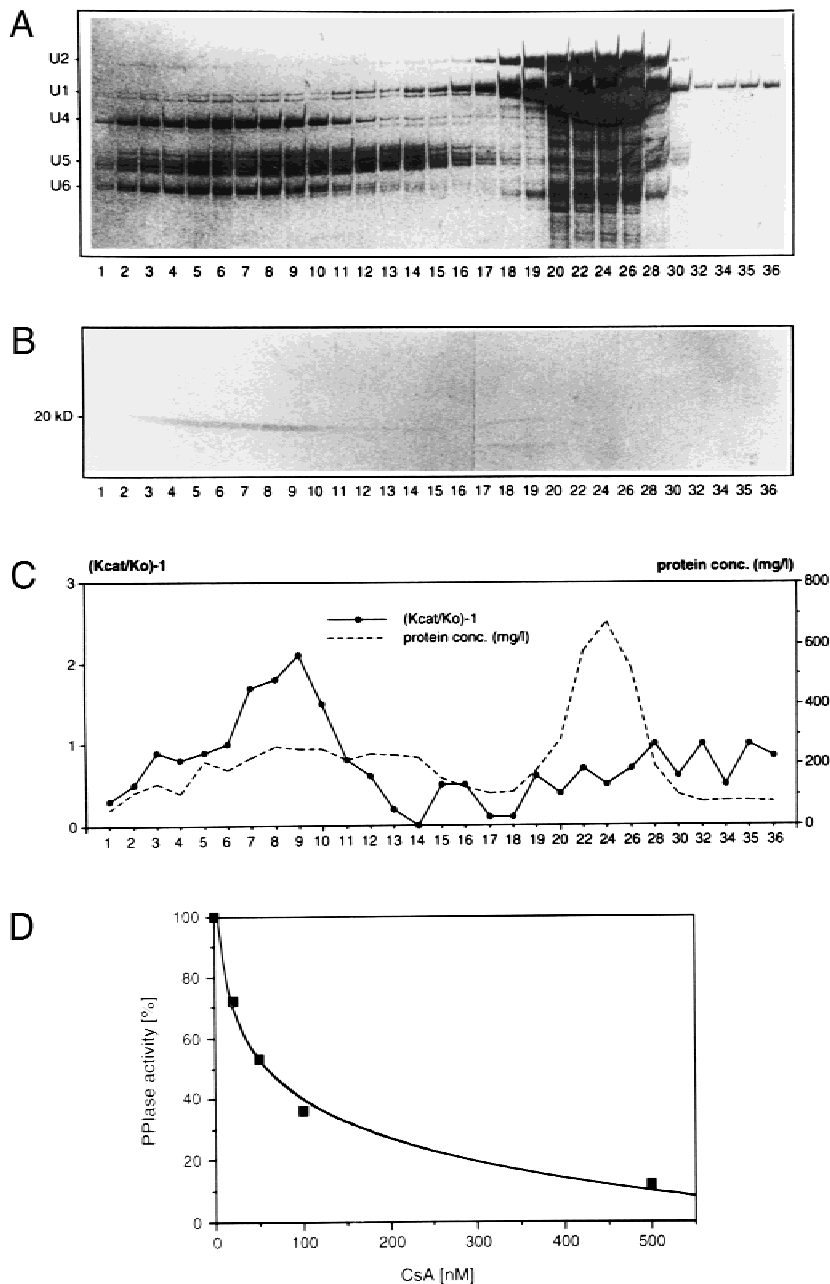 A
U2
U1
U4
U5
U6
1 2 3 4 5 6 7 8 9 10 11 12 13 14 15 16 17 18 19 20 22 24 26 28 30 32 34 35 36
B
20 kD
1 2 3 4 5 6 7 8 9 10 11 12 13 14 15 16 17 18 20 22 24 26 28 30 32 34 35 36
C
(Kcat/Ko)-1 protein conc. (mg/l)
3 800
(Kcat/Ko)-1
protein conc. (mg/l)
600
2
400
1
200
0 0
1 2 3 4 5 6 7 8 9 10 11 12 13 14 15 16 17 18 19 20 22 24 26 28 30 32 34 35 36
D
100
80
60
40
20
0
PPIase activity [%]
0 100 200 300 400 500
CsA [nM]